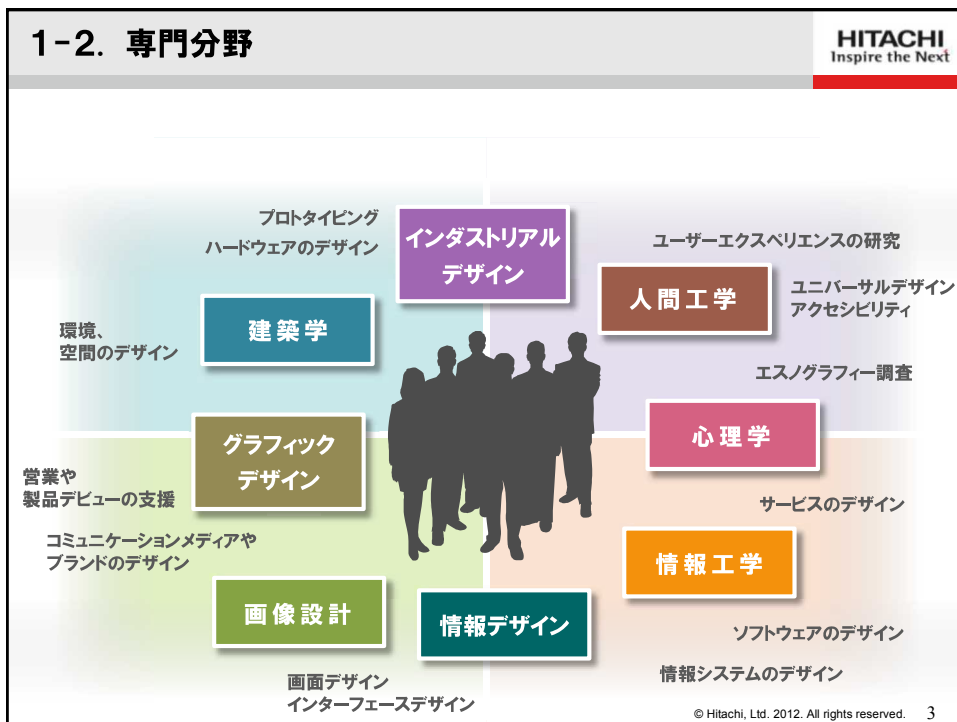 1-2. 専門分野
HITACHI
Inspire the Next
プロトタイピング
ハードウェアのデザイン
インダストリアル
デザイン
ユーザーエクスペリエンスの研究
人間工学
ユニバーサルデザイン
アクセシビリティ
建築学
環境、
空間のデザイン
エスノグラフィー調査
心理学
グラフィック
デザイン
営業や
製品デビューの支援
サービスのデザイン
コミュニケーションメディアや
ブランドのデザイン
情報工学
画像設計
情報デザイン
ソフトウェアのデザイン
情報システムのデザイン
画面デザイン
インターフェースデザイン
© Hitachi, Ltd. 2012. All rights reserved. 3